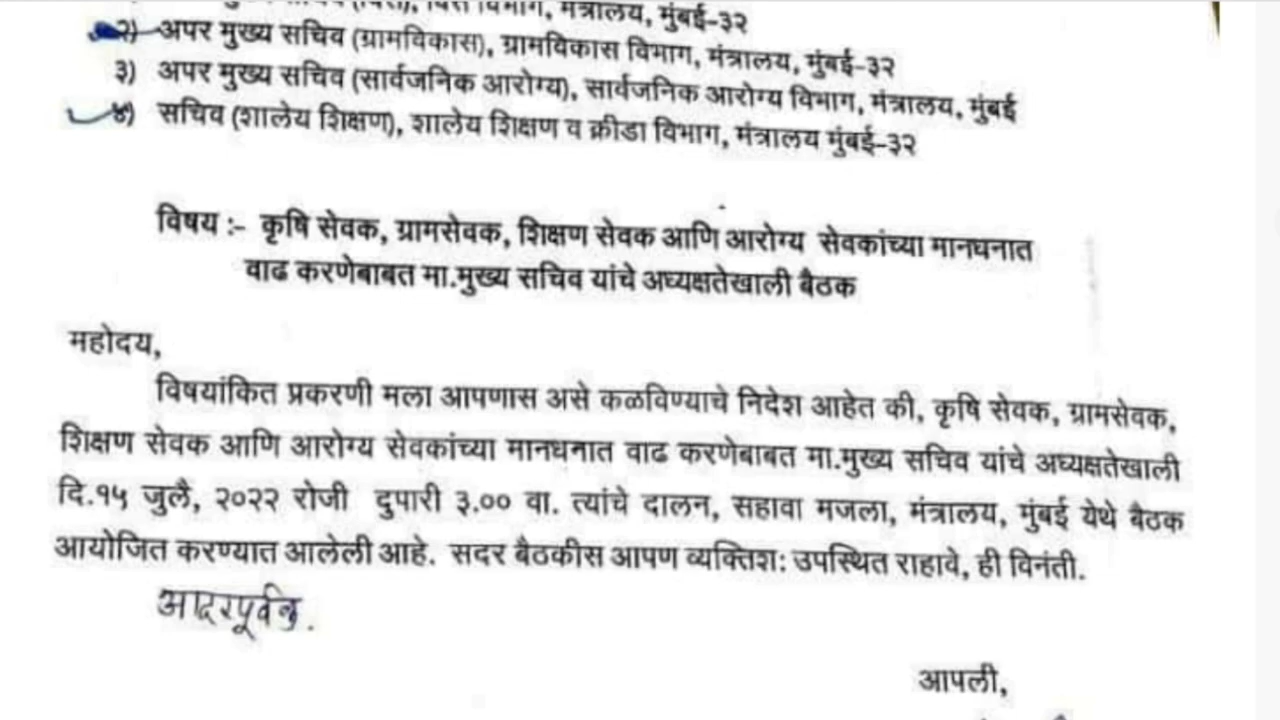 वित्त विभाग, मंत्रालय, मुंबई-३२
२) अपर मुख्य सचिव (ग्रामविकास), ग्रामविकास विभाग, मंत्रालय, मुंबई-३२
३) अपर मुख्य सचिव (सार्वजनिक आरोग्य), सार्वजनिक आरोग्य विभाग, मंत्रालय, मुंबई
४) सचिव (शालेय शिक्षण), शालेय शिक्षण व क्रीडा विभाग, मंत्रालय मुंबई-३२
विषय :- कृषि सेवक, ग्रामसेवक, शिक्षण सेवक आणि आरोग्य सेवकांच्या मानधनात
वाढ करणेबाबत मा.मुख्य सचिव यांचे अध्यक्षतेखाली बैठक
महोदय,
विषयांकित प्रकरणी मला आपणास असे कळविण्याचे निदेश आहेत की, कृषि सेवक, ग्रामसेवक,
शिक्षण सेवक आणि आरोग्य सेवकांच्या मानधनात वाढ करणेबाबत मा.मुख्य सचिव यांचे अध्यक्षतेखाली
दि.१५ जुलै, २०२२ रोजी दुपारी ३.०० वा. त्यांचे दालन, सहावा मजला, मंत्रालय, मुंबई येथे बैठक
आयोजित करण्यात आलेली आहे. सदर बैठकीस आपण व्यक्तिश: उपस्थित राहावे, ही विनंती.
आदरपूर्वक.
आपली,